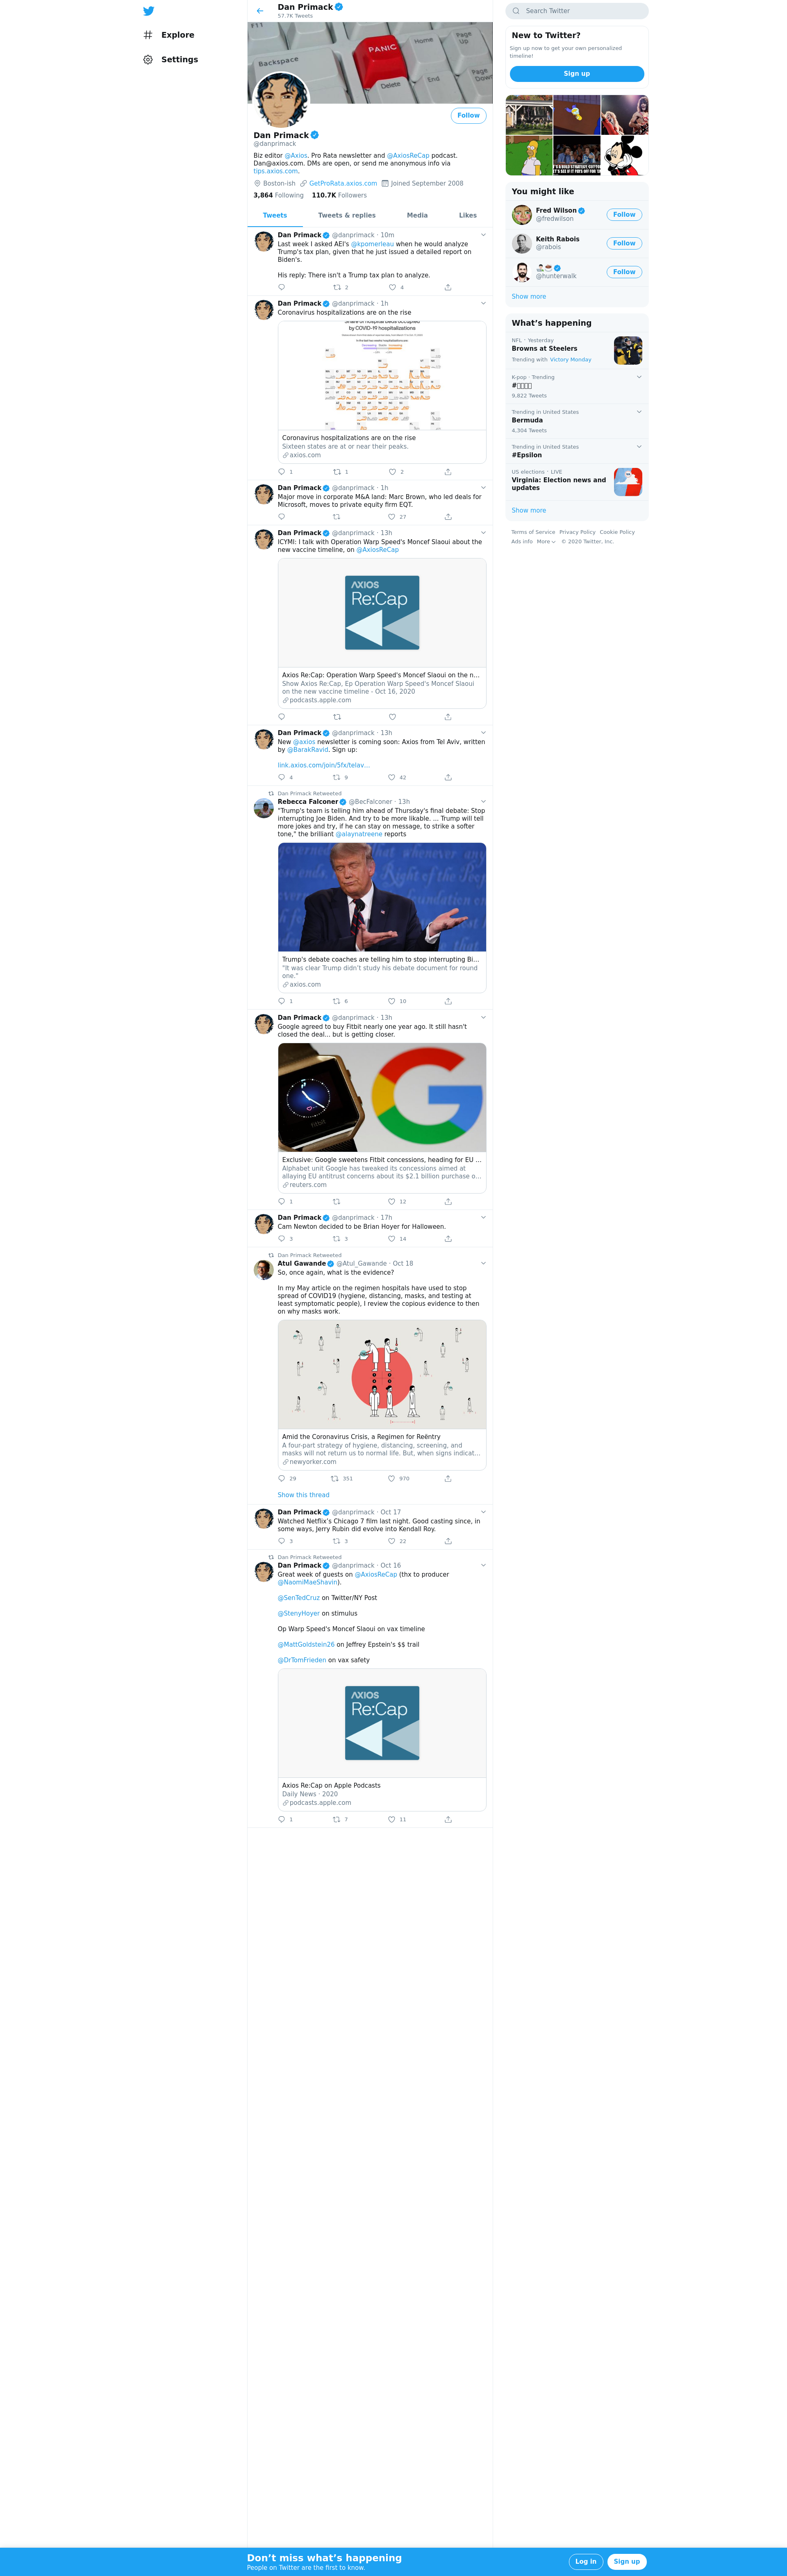 Explore
Settings
Dan Primack
57.7K Tweets
F11
Backspace
PANIC
Home
Page Up
Delete
End
Page Down
Follow
Dan Primack
@danprimack
Biz editor @Axios. Pro Rata newsletter and @AxiosReCap podcast.
Dan@axios.com. DMs are open, or send me anonymous info via
tips.axios.com.
Boston-ish GetProRata.axios.com Joined September 2008
3,864 Following 110.7K Followers
Tweets Tweets & replies Media Likes
Dan Primack @danprimack · 10m
Last week I asked AEI's @kpomerleau when he would analyze
Trump's tax plan, given that he just issued a detailed report on
Biden's.
His reply: There isn't a Trump tax plan to analyze.
2 4
Dan Primack @danprimack · 1h
Coronavirus hospitalizations are on the rise
Share of hospital beds occupied
by COVID-19 hospitalizations
Coronavirus hospitalizations are on the rise
Sixteen states are at or near their peaks.
axios.com
1 1 2
Dan Primack @danprimack · 1h
Major move in corporate M&A land: Marc Brown, who led deals for
Microsoft, moves to private equity firm EQT.
27
Dan Primack @danprimack · 13h
ICYMI: I talk with Operation Warp Speed's Moncef Slaoui about the
new vaccine timeline, on @AxiosReCap
AXIOS
Re:Cap
Axios Re:Cap: Operation Warp Speed's Moncef Slaoui on the n...
Show Axios Re:Cap, Ep Operation Warp Speed's Moncef Slaoui
on the new vaccine timeline - Oct 16, 2020
podcasts.apple.com
Dan Primack @danprimack · 13h
New @axios newsletter is coming soon: Axios from Tel Aviv, written
by @BarakRavid. Sign up:
link.axios.com/join/5fx/telav...
4 9 42
Dan Primack Retweeted
Rebecca Falconer @BecFalconer · 13h
"Trump's team is telling him ahead of Thursday's final debate: Stop
interrupting Joe Biden. And try to be more likable. ... Trump will tell
more jokes and try, if he can stay on message, to strike a softer
tone," the brilliant @alaynatreene reports
Trump's debate coaches are telling him to stop interrupting Bi...
"It was clear Trump didn't study his debate document for round
one."
axios.com
1 6 10
Dan Primack @danprimack · 13h
Google agreed to buy Fitbit nearly one year ago. It still hasn't
closed the deal... but is getting closer.
fitbit
Exclusive: Google sweetens Fitbit concessions, heading for EU ...
Alphabet unit Google has tweaked its concessions aimed at
allaying EU antitrust concerns about its $2.1 billion purchase o...
reuters.com
1 12
Dan Primack @danprimack · 17h
Cam Newton decided to be Brian Hoyer for Halloween.
3 3 14
Dan Primack Retweeted
Atul Gawande @Atul_Gawande · Oct 18
So, once again, what is the evidence?
In my May article on the regimen hospitals have used to stop
spread of COVID19 (hygiene, distancing, masks, and testing at
least symptomatic people), I review the copious evidence to then
on why masks work.
Amid the Coronavirus Crisis, a Regimen for Reëntry
A four-part strategy of hygiene, distancing, screening, and
masks will not return us to normal life. But, when signs indicat...
newyorker.com
29 351 970
Show this thread
Dan Primack @danprimack · Oct 17
Watched Netflix's Chicago 7 film last night. Good casting since, in
some ways, Jerry Rubin did evolve into Kendall Roy.
3 3 22
Dan Primack Retweeted
Dan Primack @danprimack · Oct 16
Great week of guests on @AxiosReCap (thx to producer
@NaomiMaeShavin).
@SenTedCruz on Twitter/NY Post
@StenyHoyer on stimulus
Op Warp Speed's Moncef Slaoui on vax timeline
@MattGoldstein26 on Jeffrey Epstein's $$ trail
@DrTomFrieden on vax safety
AXIOS
Re:Cap
Axios Re:Cap on Apple Podcasts
Daily News · 2020
podcasts.apple.com
1 7 11
Search Twitter
New to Twitter?
Sign up now to get your own personalized
timeline!
Sign up
You might like
Fred Wilson
@fredwilson
Follow
Keith Rabois
@rabois
Follow
@hunterwalk
Follow
Show more
What's happening
NFL · Yesterday
Browns at Steelers
Trending with Victory Monday
K-pop · Trending
9,822 Tweets
Trending in United States
Bermuda
4,304 Tweets
Trending in United States
#Epsilon
US elections · LIVE
Virginia: Election news and
updates
Show more
Terms of Service Privacy Policy Cookie Policy
Ads info More © 2020 Twitter, Inc.
Don't miss what's happening
People on Twitter are the first to know.
Log in Sign up